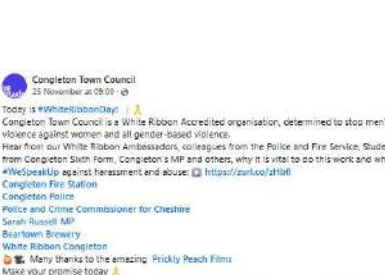 Congleton Town Council
25 November at 09:00
Today is #WhiteRibbonDay!
Congleton Town Council is a White Ribbon Accredited organisation, determined to stop men'
violence against women and all gender-based violence.
Hear from our White Ribbon Ambassadors, colleagues from the Police and Fire Service, Stude
from Congleton Sixth Form, Congleton's MP and others, why it is vital to do this work and wh
#WeSpeakUp against harassment and abuse: ▶️
Congleton Fire Station
Congleton Police
Police and Crime Commissioner for Cheshire
Sarah Russell MP
Beartown Brewery
White Ribbon Congleton
Many thanks to the amazing Prickly Peach Films
Make your promise today